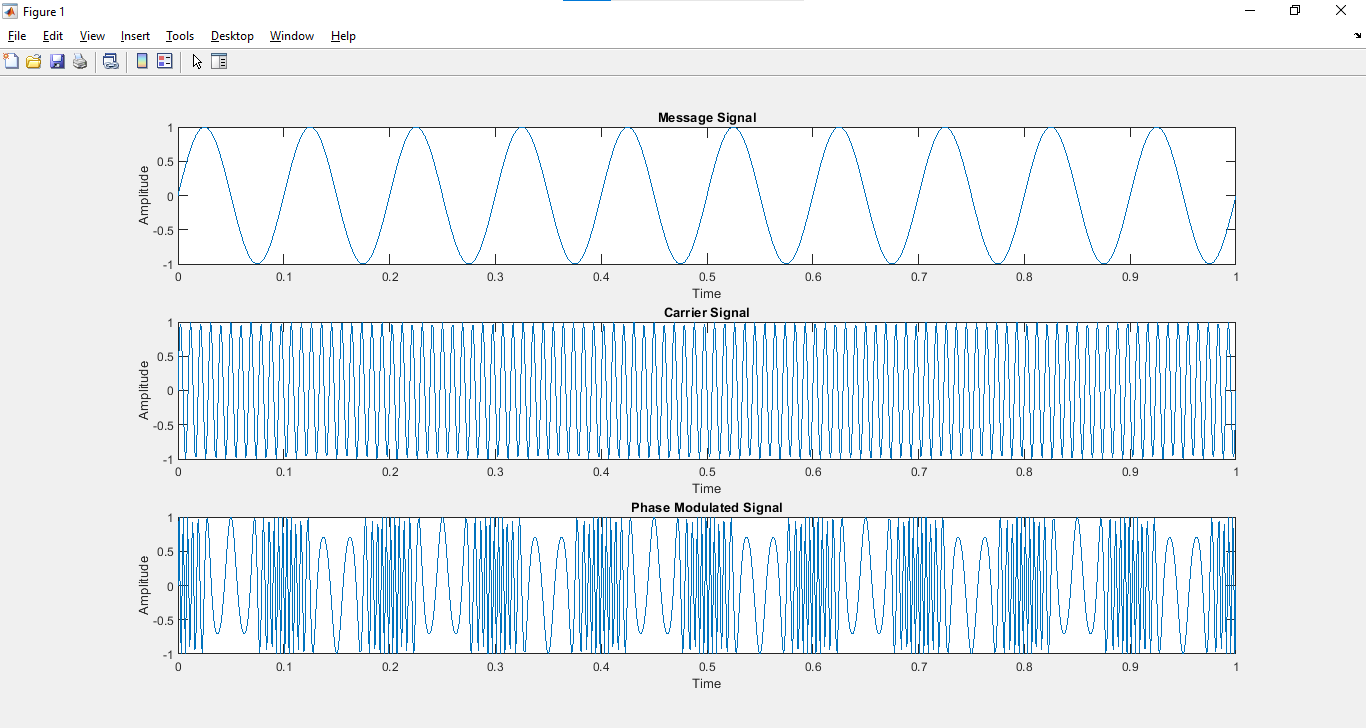 Figure 1
File Edit View Insert Tools Desktop Window Help
Message Signal
1
0.5
0
-0.5
-1
Amplitude
0 0.1 0.2 0.3 0.4 0.5 0.6 0.7 0.8 0.9 1
Time
Carrier Signal
1
0.5
0
-0.5
-1
Amplitude
0 0.1 0.2 0.3 0.4 0.5 0.6 0.7 0.8 0.9 1
Time
Phase Modulated Signal
1
0.5
0
-0.5
-1
Amplitude
0 0.1 0.2 0.3 0.4 0.5 0.6 0.7 0.8 0.9 1
Time